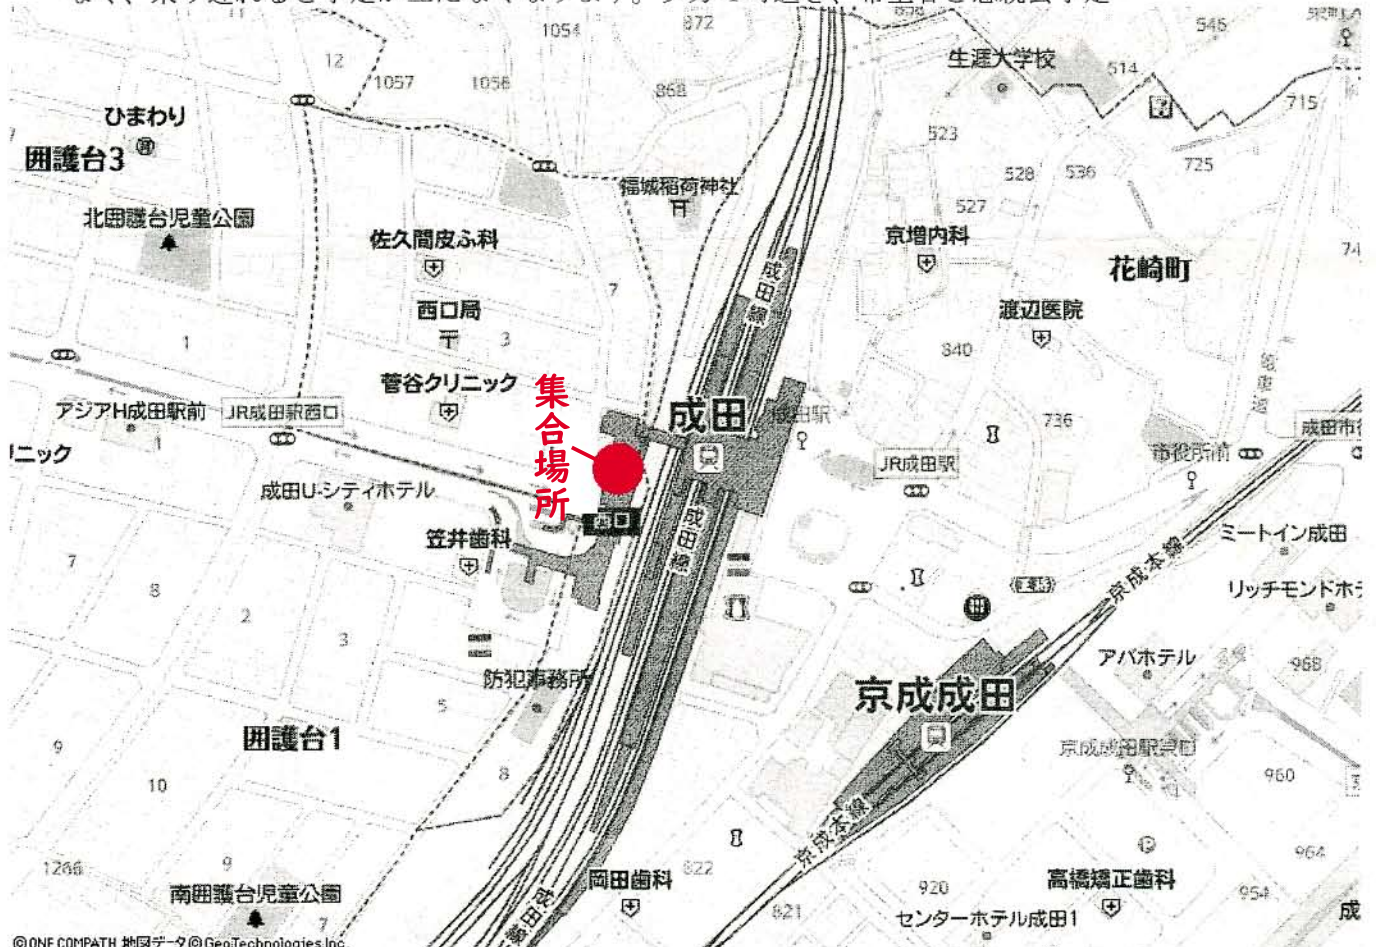 1054
872
546
12
1057
1056
868
生涯大学校
514
715
ひまわり
囲護台3
523
725
528
536
福城稲荷神社
527
北囲護台児童公園
佐久間皮ふ科
京増内科
花崎町
成田線
7
西口局
渡辺医院
1
3
840
菅谷クリニック
集合場所
成田
成田駅
アジアH成田駅前
JR成田駅西口
736
1
JR成田駅
市役所前
成田市
ニック
成田U-シティホテル
西口
成田線
笠井歯科
ミートイン成田
京成本線
リッチモンドホテ
7
8
2
3
アパホテル
968
防犯事務所
京成成田
5
囲護台1
9
8
京成成田駅東口
960
10
京成本線
964
1266
9
岡田歯科
822
920
高橋矯正歯科
954
南囲護台児童公園
7
821
センターホテル成田1
成
©ONE COMPATH 地図データ©GeoTechnologies,Inc.